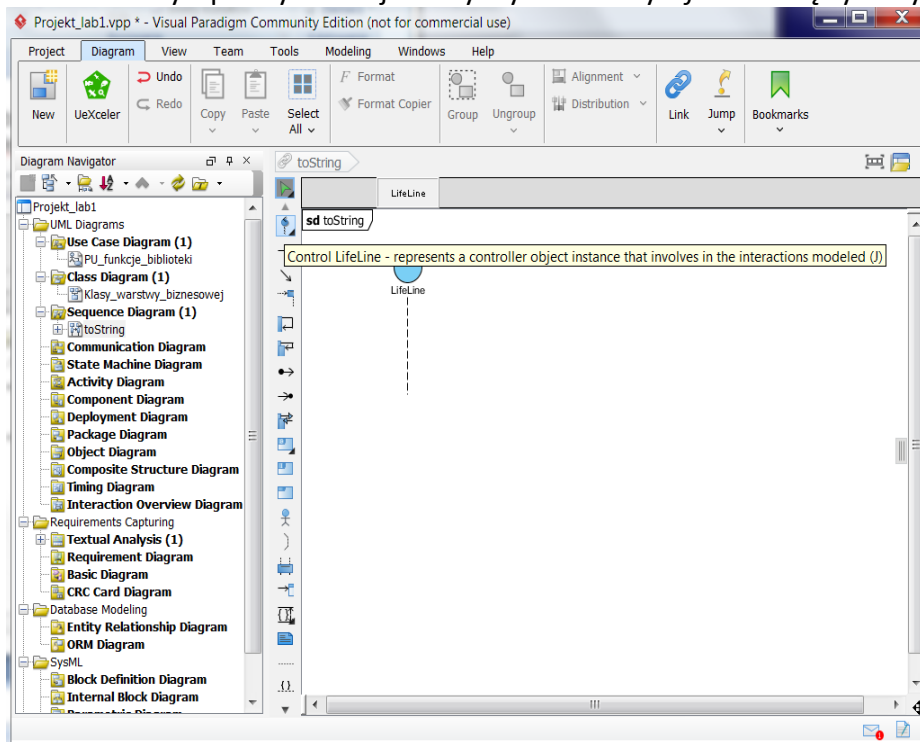 Projekt_lab1.vpp * - Visual Paradigm Community Edition (not for commercial use)
Project Diagram View Team Tools Modeling Windows Help
New
UeXceler
Undo
Redo
Copy
Paste
Select All
Format
Format Copier
Group
Ungroup
Alignment
Distribution
Link
Jump
Bookmarks
Diagram Navigator
toString
Projekt_lab1
UML Diagrams
Use Case Diagram (1)
PU_funkcje_biblioteki
Class Diagram (1)
Klasy_warstwy_biznesowej
Sequence Diagram (1)
toString
Communication Diagram
State Machine Diagram
Activity Diagram
Component Diagram
Deployment Diagram
Package Diagram
Object Diagram
Composite Structure Diagram
Timing Diagram
Interaction Overview Diagram
Requirements Capturing
Textual Analysis (1)
Requirement Diagram
Basic Diagram
CRC Card Diagram
Database Modeling
Entity Relationship Diagram
ORM Diagram
SysML
Block Definition Diagram
Internal Block Diagram
LifeLine
sd toString
Control LifeLine - represents a controller object instance that involves in the interactions modeled (J)
LifeLine